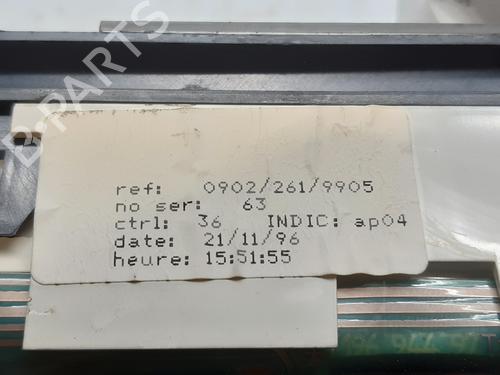 B-PARTS
ref: 0902/261/9905
no ser: 63
ctrl: 36 INDIC: ap04
date: 21/11/96
heure: 15:51:55